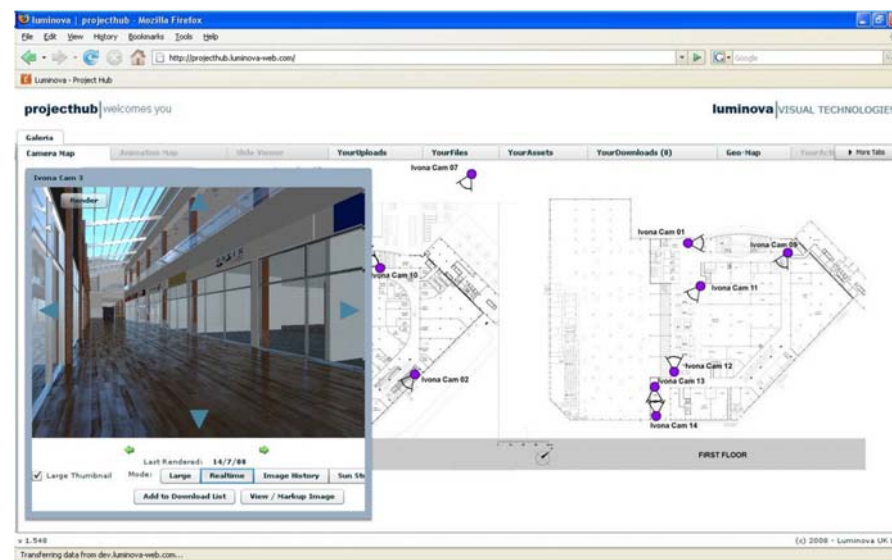 luminova | projecthub - Mozilla Firefox
File Edit View History Bookmarks Tools Help
http://projecthub.luminova-web.com/ Google
Luminova - Project Hub
projecthub|welcomes you luminova|VISUAL TECHNOLOGIES
Galeria
Camera Map Animation Map Slide Viewer YourUploads YourFiles YourAssets YourDownloads (0) Geo-Map More Tabs
Ivona Cam 3
Render
Ivona Cam 07
Ivona Cam 01
Ivona Cam 09
Ivona Cam 10
Ivona Cam 11
Ivona Cam 02
Ivona Cam 12
Ivona Cam 13
Ivona Cam 14
FIRST FLOOR
Last Rendered: 14/7/08
Large Thumbnail Mode: Large Realtime Image History Sun St
Add to Download List View / Markup Image
v 1.548 (c) 2008 - Luminova UK
Transferring data from dev.luminova-web.com...